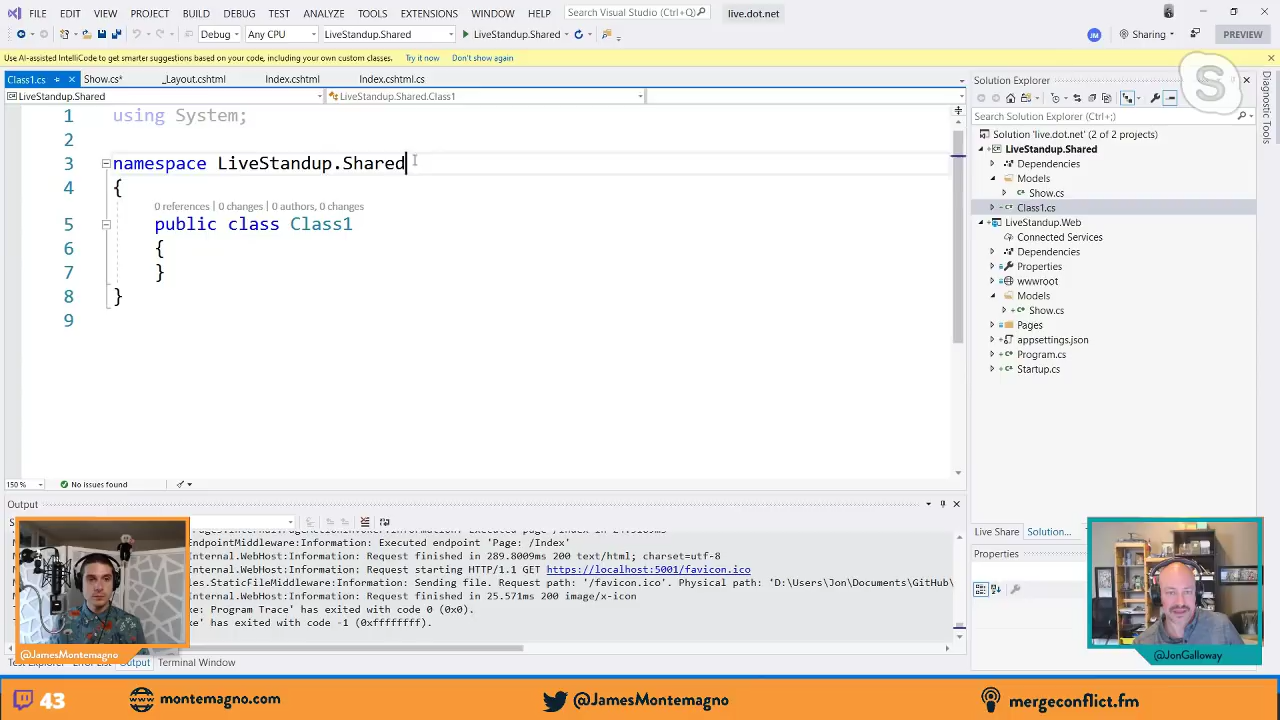 FILE EDIT VIEW PROJECT BUILD DEBUG TEST ANALYZE TOOLS EXTENSIONS WINDOW HELP Search Visual Studio (Ctrl+Q) live.dot.net
Debug Any CPU LiveStandup.Shared LiveStandup.Shared JM Sharing PREVIEW
Use AI-assisted IntelliCode to get smarter suggestions based on your code, including your own custom classes. Try it now Don't show again
Class1.cs Show.cs* _Layout.cshtml Index.cshtml Index.cshtml.cs
LiveStandup.Shared LiveStandup.Shared.Class1
1 using System;
2
3 namespace LiveStandup.Shared
4 {
0 references | 0 changes | 0 authors, 0 changes
5 public class Class1
6 {
7 }
8 }
9
150 % No issues found
Solution Explorer
Search Solution Explorer (Ctrl+;)
Solution 'live.dot.net' (2 of 2 projects)
LiveStandup.Shared
Dependencies
Models
Show.cs
Class1.cs
LiveStandup.Web
Connected Services
Dependencies
Properties
wwwroot
Models
Show.cs
Pages
appsettings.json
Program.cs
Startup.cs
Diagnostic Tools
Live Share Solution...
Properties
Output
EndpointMiddleware:Information: Executed endpoint '/Index'
Internal.WebHost:Information: Request finished in 289.8009ms 200 text/html; charset=utf-8
Internal.WebHost:Information: Request starting HTTP/1.1 GET https://localhost:5001/favicon.ico
es.StaticFileMiddleware:Information: Sending file. Request path: '/favicon.ico'. Physical path: 'D:\Users\Jon\Documents\GitHub\
Internal.WebHost:Information: Request finished in 25.571ms 200 image/x-icon
e: Program Trace' has exited with code 0 (0x0).
ke' has exited with code -1 (0xffffffff).
Output Terminal Window
@JamesMontemagno
@JonGalloway
43 montemagno.com @JamesMontemagno mergeconflict.fm